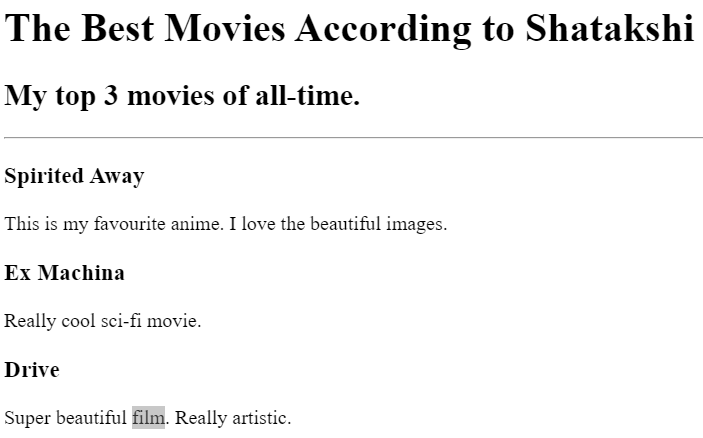 The Best Movies According to Shatakshi
My top 3 movies of all-time.
Spirited Away
This is my favourite anime. I love the beautiful images.
Ex Machina
Really cool sci-fi movie.
Drive
Super beautiful film. Really artistic.